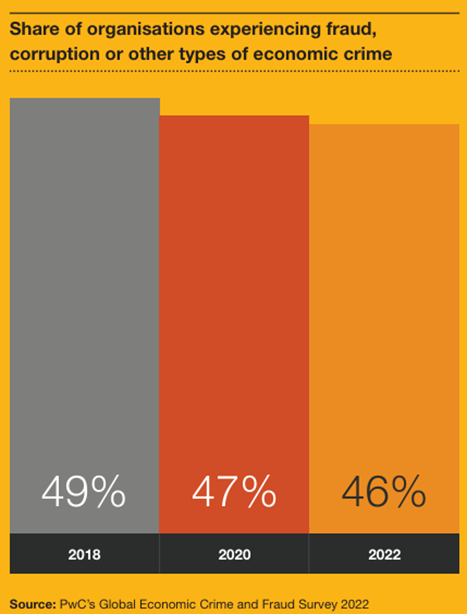 Share of organisations experiencing fraud,
corruption or other types of economic crime
49% 47% 46%
2018 2020 2022
Source: PwC's Global Economic Crime and Fraud Survey 2022